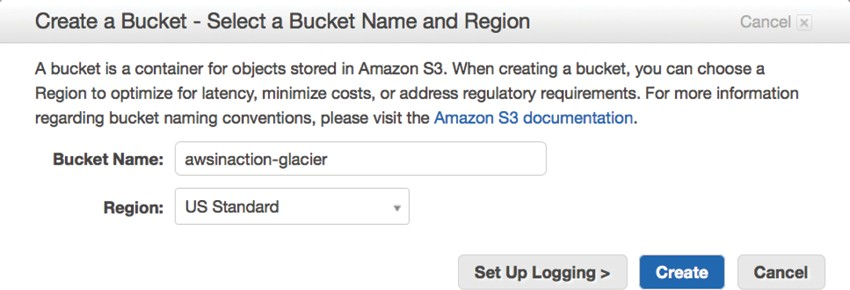 Create a Bucket - Select a Bucket Name and Region
Cancel x
A bucket is a container for objects stored in Amazon S3. When creating a bucket, you can choose a
Region to optimize for latency, minimize costs, or address regulatory requirements. For more information
regarding bucket naming conventions, please visit the Amazon S3 documentation.
Bucket Name: awsinaction-glacier
Region: US Standard
Set Up Logging > Create Cancel